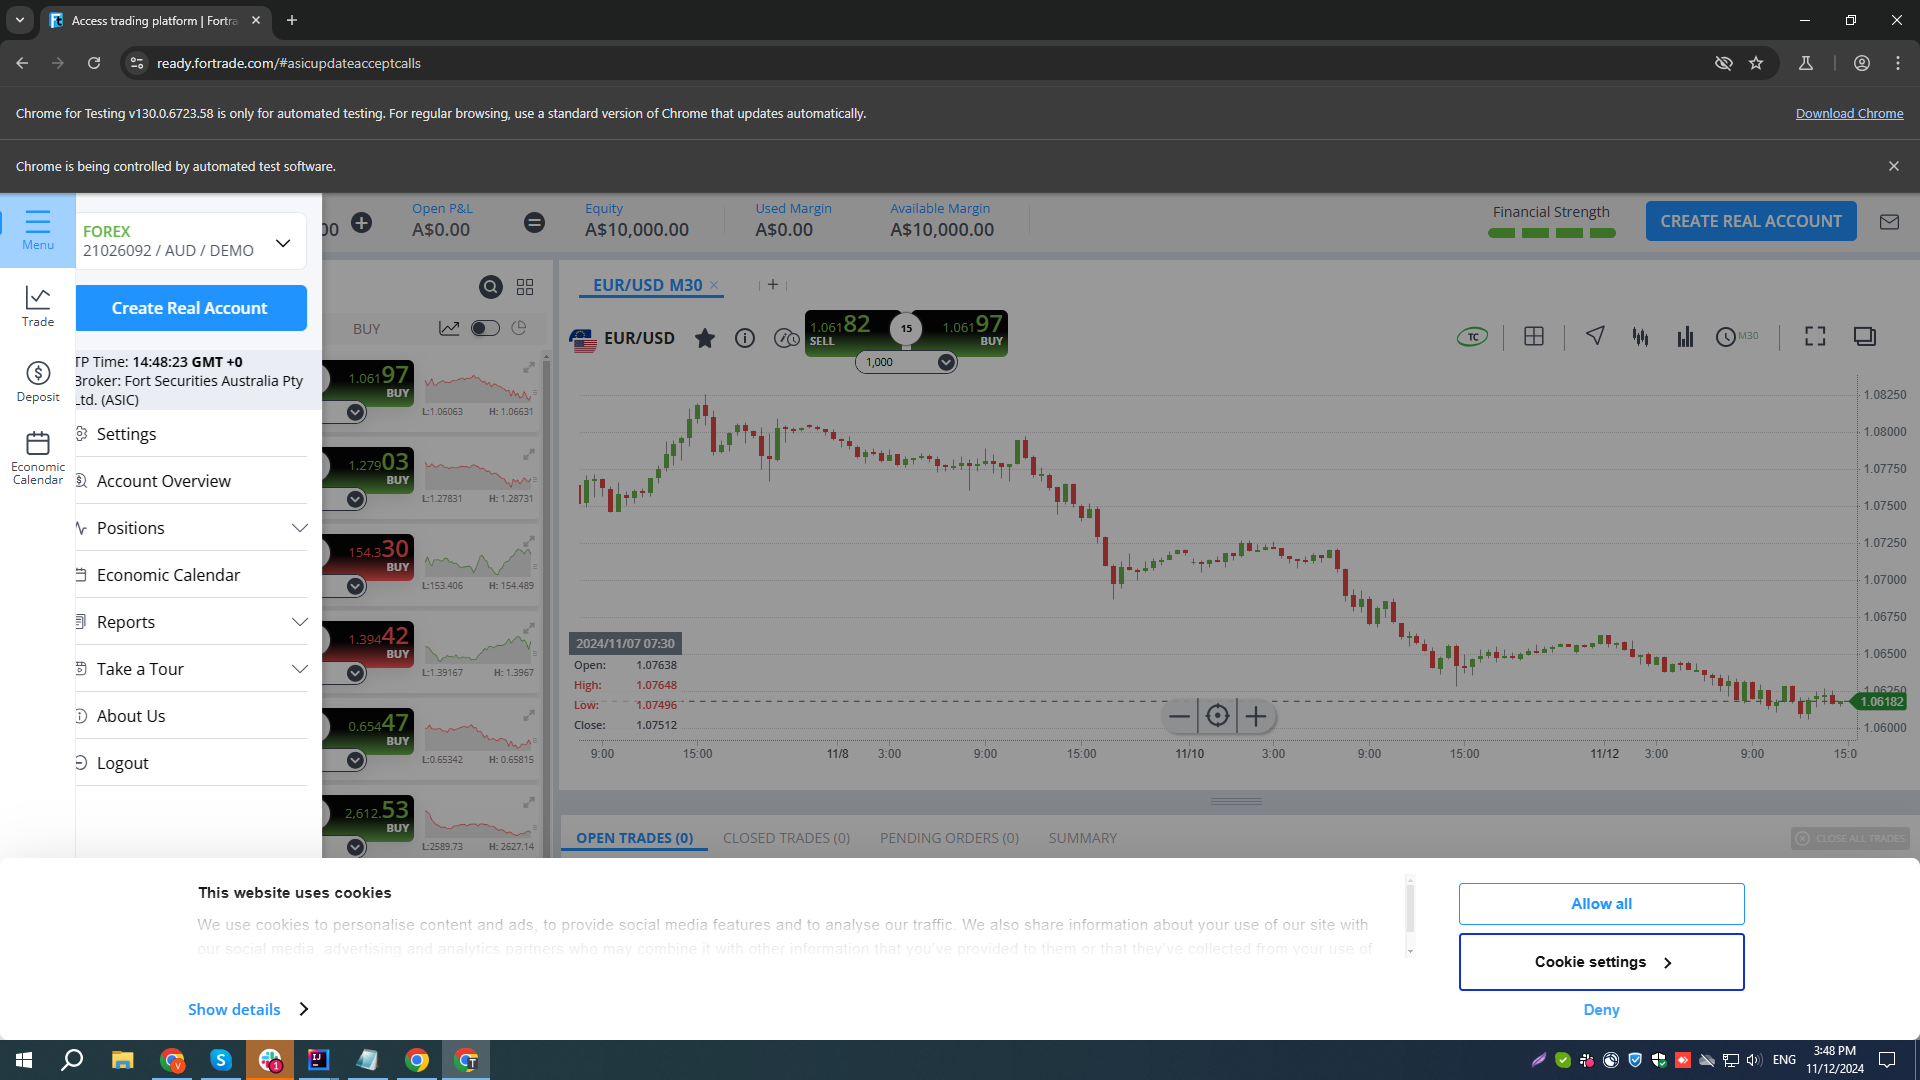 Access trading platform | Fortra
ready.fortrade.com/#asicupdateacceptcalls
Chrome for Testing v130.0.6723.58 is only for automated testing. For regular browsing, use a standard version of Chrome that updates automatically.
Download Chrome
Chrome is being controlled by automated test software.
Menu
FOREX
21026092 / AUD / DEMO
Open P&L
A$0.00
Equity
A$10,000.00
Used Margin
A$0.00
Available Margin
A$10,000.00
Financial Strength
CREATE REAL ACCOUNT
Trade
Deposit
Economic
Calendar
Create Real Account
TP Time: 14:48:23 GMT +0
Broker: Fort Securities Australia Pty
Ltd. (ASIC)
Settings
Account Overview
Positions
Economic Calendar
Reports
Take a Tour
About Us
Logout
BUY
1.06197
BUY
L:1.06063 H: 1.06631
1.27903
BUY
L:1.27831 H: 1.28731
154.330
BUY
L:153.406 H: 154.489
1.39442
BUY
L:1.39167 H: 1.3967
0.65447
BUY
L:0.65342 H: 0.65815
2,612.53
BUY
L:2589.73 H: 2627.14
EUR/USD M30
EUR/USD
1.06182
SELL
15
1.06197
BUY
1,000
TC
M30
1.08250
1.08000
1.07750
1.07500
1.07250
1.07000
1.06750
1.06500
1.06250
1.06182
1.06000
2024/11/07 07:30
Open: 1.07638
High: 1.07648
Low: 1.07496
Close: 1.07512
9:00 15:00 11/8 3:00 9:00 15:00 11/10 3:00 9:00 15:00 11/12 3:00 9:00 15:0
OPEN TRADES (0) CLOSED TRADES (0) PENDING ORDERS (0) SUMMARY
CLOSE ALL TRADES
This website uses cookies
We use cookies to personalise content and ads, to provide social media features and to analyse our traffic. We also share information about your use of our site with
our social media, advertising and analytics partners who may combine it with other information that you've provided to them or that they've collected from your use of
Show details
Allow all
Cookie settings
Deny
ENG
3:48 PM
11/12/2024